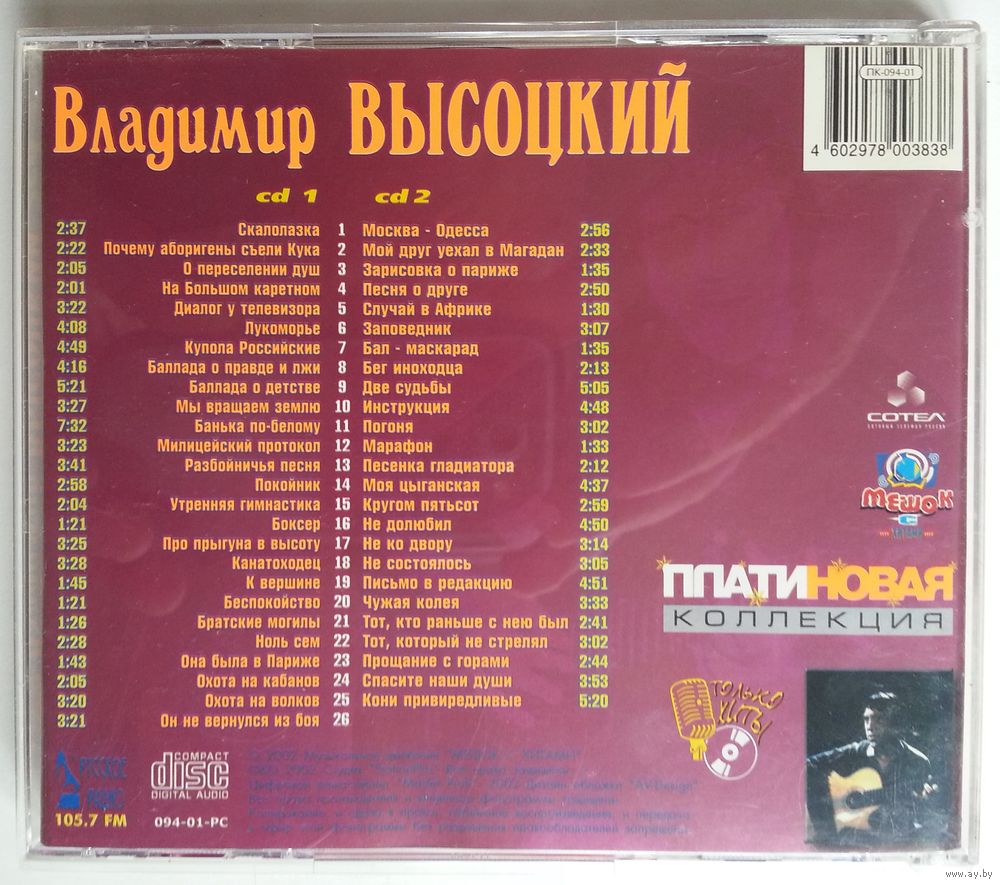 ПК-094-01
4 602978 003838
Владимир ВЫСОЦКИЙ
cd 1 cd 2
2:37 Скалолазка 1 Москва - Одесса 2:56
2:22 Почему аборигены съели Кука 2 Мой друг уехал в Магадан 2:33
2:05 О переселении душ 3 Зарисовка о париже 1:35
2:01 На Большом каретном 4 Песня о друге 2:50
3:22 Диалог у телевизора 5 Случай в Африке 1:30
4:08 Лукоморье 6 Заповедник 3:07
4:49 Купола Российские 7 Бал - маскарад 1:35
4:16 Баллада о правде и лжи 8 Бег иноходца 2:13
5:21 Баллада о детстве 9 Две судьбы 5:05
3:27 Мы вращаем землю 10 Инструкция 4:48
7:32 Банька по-белому 11 Погоня 3:02
3:23 Милицейский протокол 12 Марафон 1:33
3:41 Разбойничья песня 13 Песенка гладиатора 2:12
2:58 Покойник 14 Моя цыганская 4:37
2:04 Утренняя гимнастика 15 Кругом пятьсот 2:59
1:21 Боксер 16 Не долюбил 4:50
3:25 Про прыгуна в высоту 17 Не ко двору 3:14
3:28 Канатоходец 18 Не состоялось 3:05
1:45 К вершине 19 Письмо в редакцию 4:51
1:21 Беспокойство 20 Чужая колея 3:33
1:26 Братские могилы 21 Тот, кто раньше с нею был 2:41
2:28 Ноль сем 22 Тот, который не стрелял 3:02
1:43 Она была в Париже 23 Прощание с горами 2:44
2:05 Охота на кабанов 24 Спасите наши души 3:53
3:20 Охота на волков 25 Кони привиредливые 5:20
3:21 Он не вернулся из боя 26
СОТЕЛ
МЕШОК
ПЛАТИНОВАЯ
КОЛЛЕКЦИЯ
ТОЛЬКО
ХИТЫ
РУССКОЕ
РАДИО
105.7 FM
COMPACT
disc
DIGITAL AUDIO
094-01-PC
www.ay.by